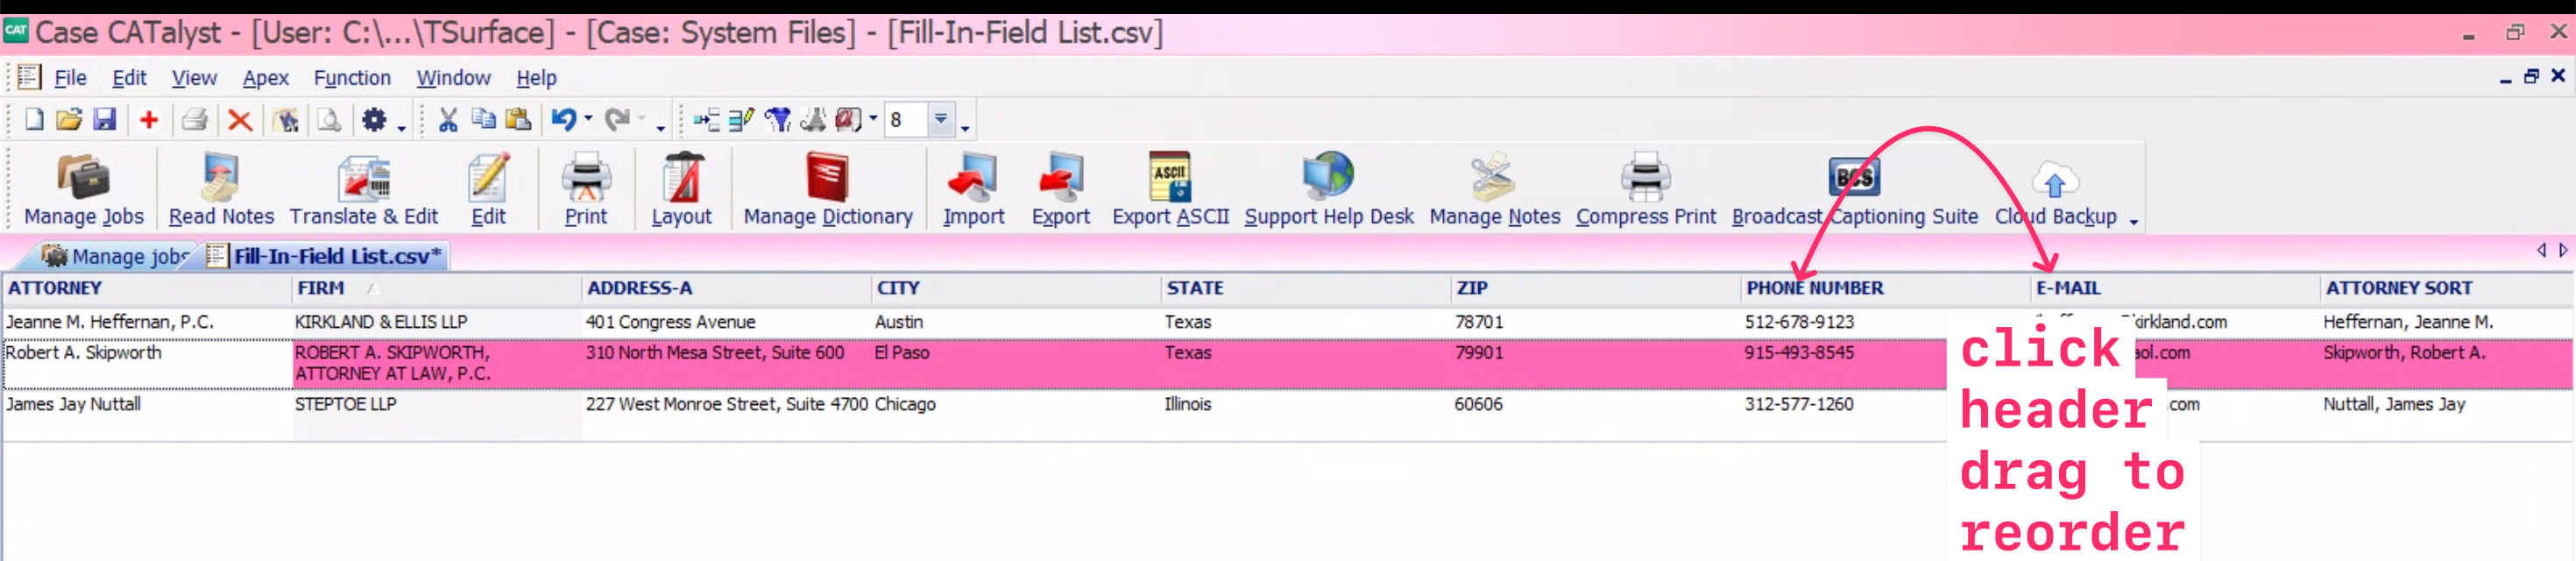 CAT Case CATalyst - [User: C:\...\TSurface] - [Case: System Files] - [Fill-In-Field List.csv]
File Edit View Apex Function Window Help
8
ASCII BCS
Manage Jobs Read Notes Translate & Edit Edit Print Layout Manage Dictionary Import Export Export ASCII Support Help Desk Manage Notes Compress Print Broadcast Captioning Suite Cloud Backup
Manage jobs Fill-In-Field List.csv*
ATTORNEY FIRM ADDRESS-A CITY STATE ZIP PHONE NUMBER E-MAIL ATTORNEY SORT
Jeanne M. Heffernan, P.C. KIRKLAND & ELLIS LLP 401 Congress Avenue Austin Texas 78701 512-678-9123 kirkland.com Heffernan, Jeanne M.
Robert A. Skipworth ROBERT A. SKIPWORTH, 310 North Mesa Street, Suite 600 El Paso Texas 79901 915-493-8545 aol.com Skipworth, Robert A.
ATTORNEY AT LAW, P.C.
James Jay Nuttall STEPTOE LLP 227 West Monroe Street, Suite 4700 Chicago Illinois 60606 312-577-1260 .com Nuttall, James Jay
click
header
drag to
reorder